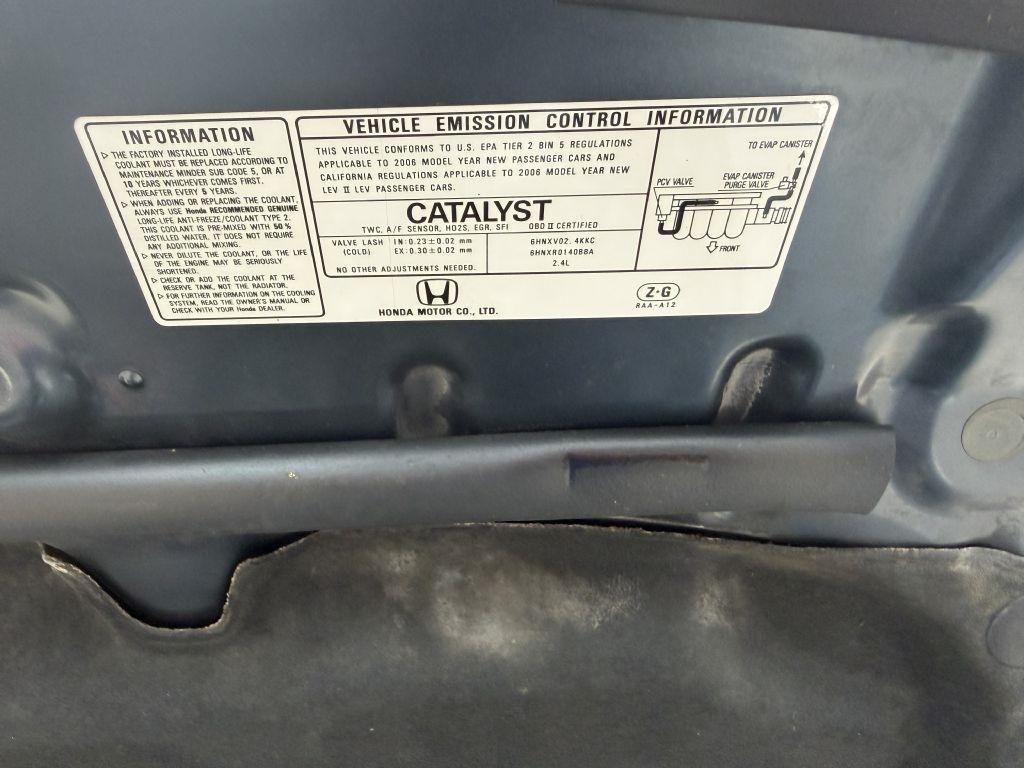 INFORMATION
▷ THE FACTORY INSTALLED LONG-LIFE
COOLANT MUST BE REPLACED ACCORDING TO
MAINTENANCE MINDER SUB CODE 5, OR AT
10 YEARS WHICHEVER COMES FIRST.
THEREAFTER EVERY 5 YEARS.
▷ WHEN ADDING OR REPLACING THE COOLANT,
ALWAYS USE Honda RECOMMENDED GENUINE
LONG-LIFE ANTI-FREEZE/COOLANT TYPE 2.
THIS COOLANT IS PRE-MIXED WITH 50%
DISTILLED WATER. IT DOES NOT REQUIRE
ANY ADDITIONAL MIXING.
▷ NEVER DILUTE THE COOLANT, OR THE LIFE
OF THE ENGINE MAY BE SERIOUSLY
SHORTENED.
▷ CHECK OR ADD THE COOLANT AT THE
RESERVE TANK, NOT THE RADIATOR.
▷ FOR FURTHER INFORMATION ON THE COOLING
SYSTEM, READ THE OWNER'S MANUAL OR
CHECK WITH YOUR Honda DEALER.
VEHICLE EMISSION CONTROL INFORMATION
THIS VEHICLE CONFORMS TO U.S. EPA TIER 2 BIN 5 REGULATIONS
APPLICABLE TO 2006 MODEL YEAR NEW PASSENGER CARS AND
CALIFORNIA REGULATIONS APPLICABLE TO 2006 MODEL YEAR NEW
LEV II LEV PASSENGER CARS.
CATALYST
TWC, A/F SENSOR, HO2S, EGR, SFI OBD II CERTIFIED
VALVE LASH IN: 0.23±0.02 mm
(COLD) EX: 0.30±0.02 mm
NO OTHER ADJUSTMENTS NEEDED.
6HNXV02.4KKC
6HNXR0140BBA
2.4L
TO EVAP CANISTER
PCV VALVE
EVAP CANISTER
PURGE VALVE
FRONT
HONDA MOTOR CO., LTD.
Z·G
RAA-A12